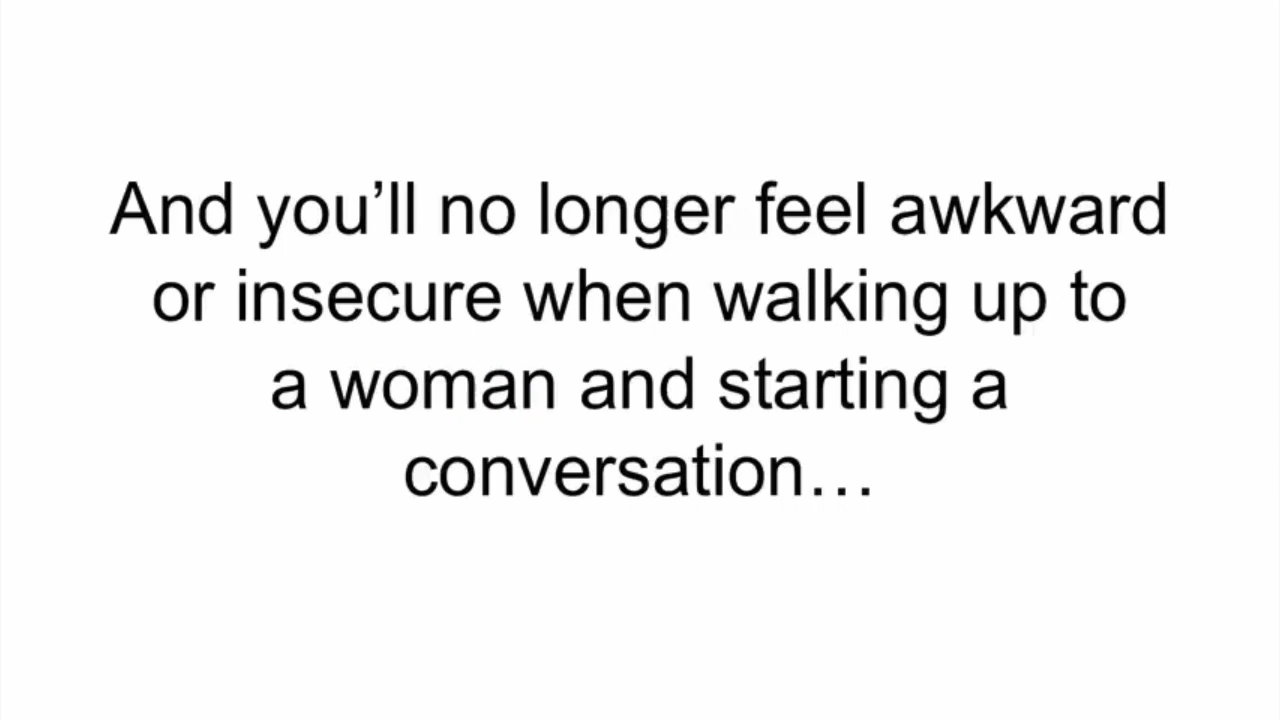 And you’ll no longer feel awkward
or insecure when walking up to
a woman and starting a
conversation…